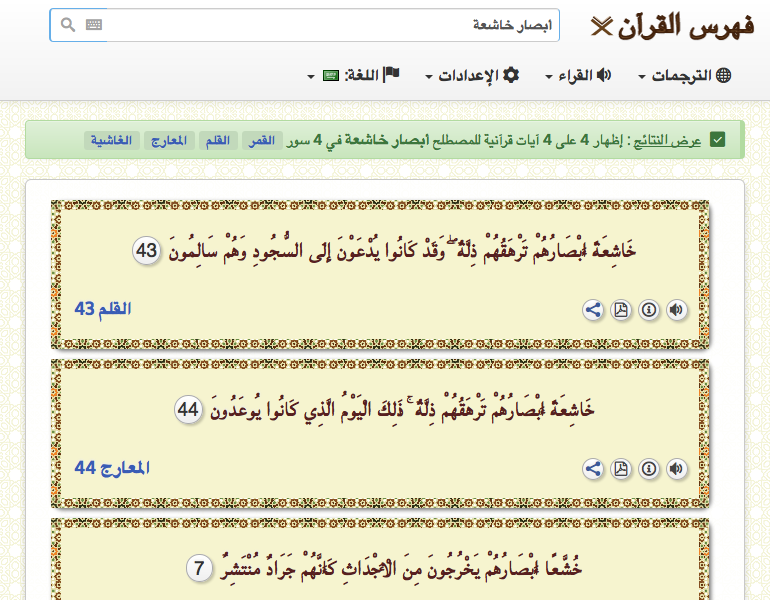 فهرس القرآن
ابصار خاشعة
الترجمات القراء الإعدادات اللغة:
عرض النتائج : إظهار 4 على 4 آيات قرآنية للمصطلح أبصار خاشعة في 4 سور القمر القلم المعارج الغاشية
خَاشِعَةً أَبْصَارُهُمْ تَرْهَقُهُمْ ذِلَّةٌ ۖ وَقَدْ كَانُوا يُدْعَوْنَ إِلَى السُّجُودِ وَهُمْ سَالِمُونَ 43
القلم 43
خَاشِعَةً أَبْصَارُهُمْ تَرْهَقُهُمْ ذِلَّةٌ ۚ ذَلِكَ الْيَوْمُ الَّذِي كَانُوا يُوعَدُونَ 44
المعارج 44
خُشَّعًا أَبْصَارُهُمْ يَخْرُجُونَ مِنَ الْأَجْدَاثِ كَأَنَّهُمْ جَرَادٌ مُنْتَشِرٌ 7